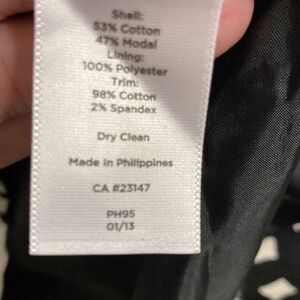 Shell:
53% Cotton
47% Modal
Lining:
100% Polyester
Trim:
98% Cotton
2% Spandex
Dry Clean
Made in Philippines
CA #23147
PH95
01/13